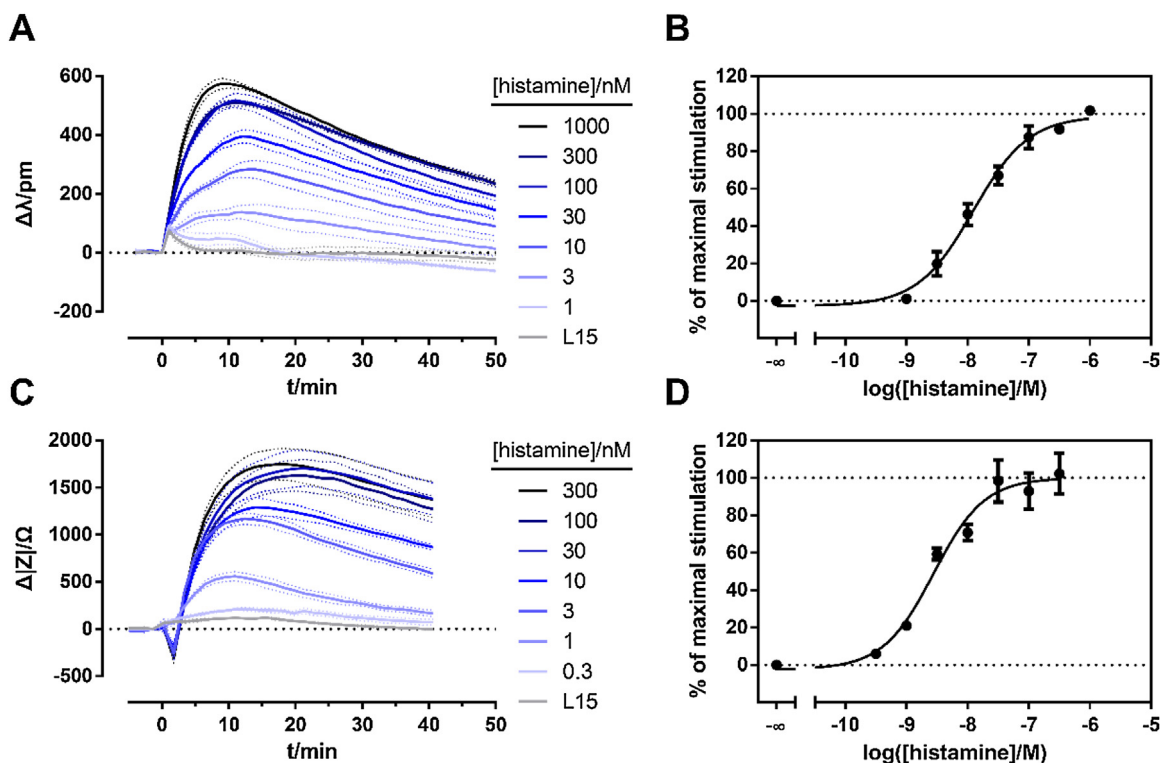 A
Δλ/pm
600
400
200
0
-200
0 10 20 30 40 50
t/min
[histamine]/nM
1000
300
100
30
10
3
1
L15
B
% of maximal stimulation
120
100
80
60
40
20
0
-20
-∞ -10 -9 -8 -7 -6 -5
log([histamine]/M)
C
Δ|Z|/Ω
2000
1500
1000
500
0
-500
0 10 20 30 40 50
t/min
[histamine]/nM
300
100
30
10
3
1
0.3
L15
D
% of maximal stimulation
120
100
80
60
40
20
0
-20
-∞ -10 -9 -8 -7 -6 -5
log([histamine]/M)